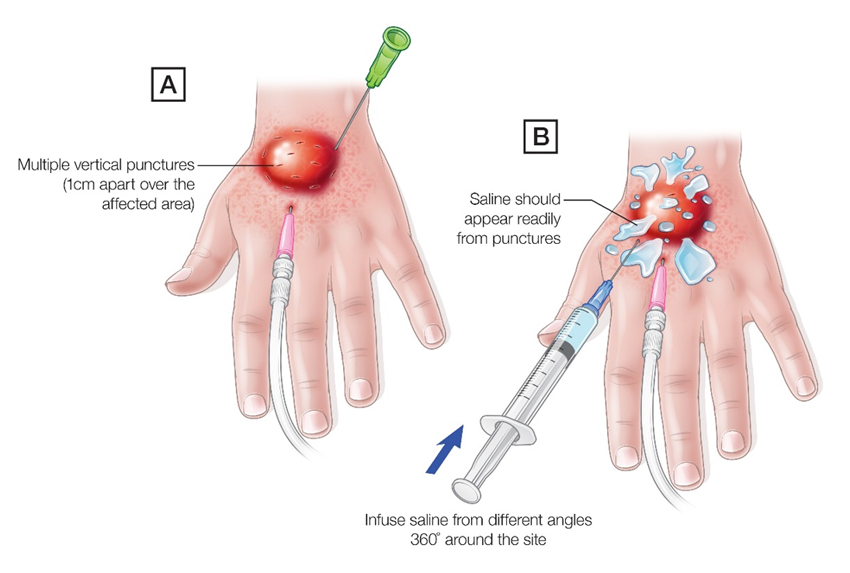 A
Multiple vertical punctures
(1cm apart over the
affected area)
B
Saline should
appear readily
from punctures
Infuse saline from different angles
360° around the site